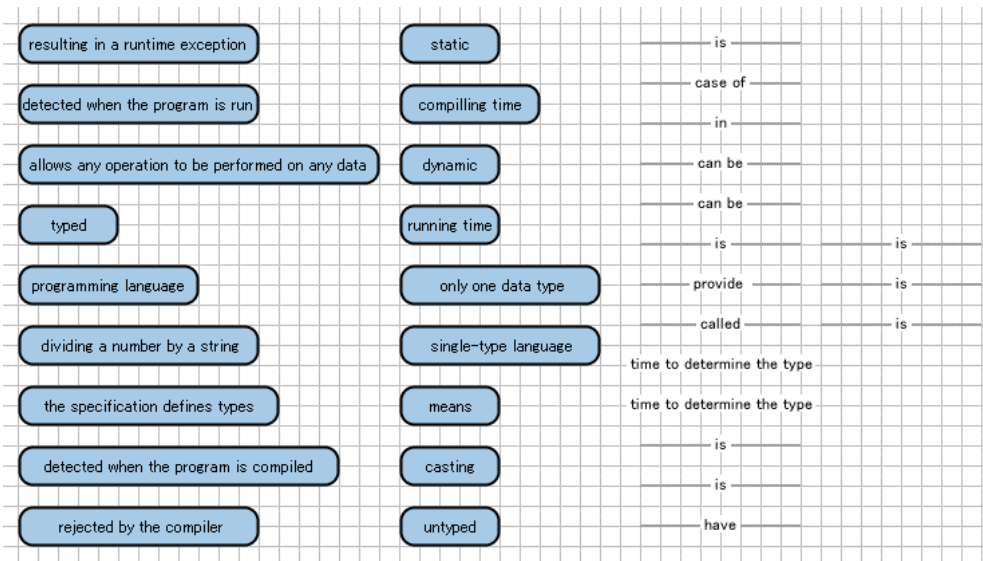 resulting in a runtime exception
static
is
detected when the program is run
compilling time
case of
in
allows any operation to be performed on any data
dynamic
can be
typed
running time
can be
is
is
programming language
only one data type
provide
is
dividing a number by a string
single-type language
called
is
time to determine the type
the specification defines types
means
time to determine the type
detected when the program is compiled
casting
is
is
rejected by the compiler
untyped
have